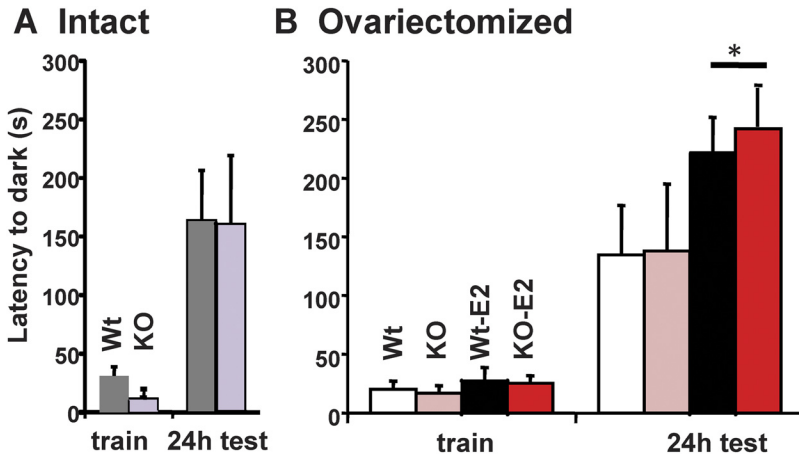 A Intact
Latency to dark (s)
300
250
200
150
100
50
0
Wt
KO
train
24h test
B Ovariectomized
*
300
250
200
150
100
50
0
Wt
KO
Wt-E2
KO-E2
train
24h test